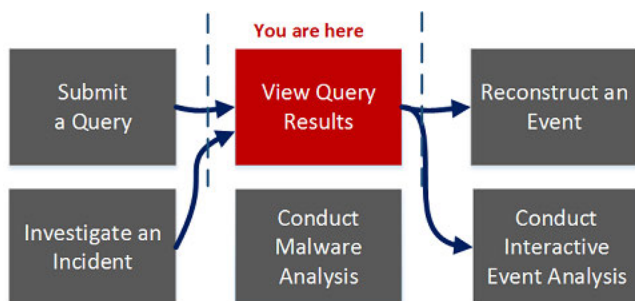 You are here
Submit
a Query
View Query
Results
Reconstruct an
Event
Investigate an
Incident
Conduct
Malware
Analysis
Conduct
Interactive
Event Analysis